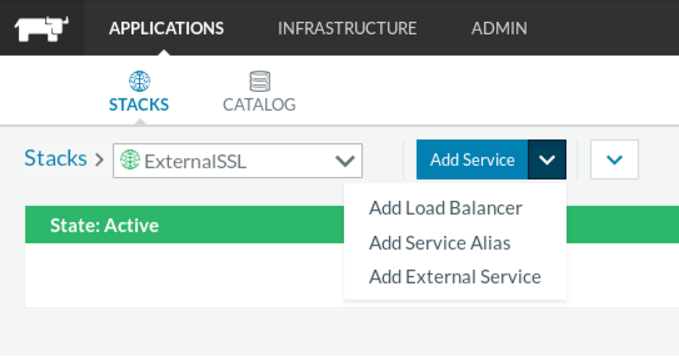 APPLICATIONS INFRASTRUCTURE ADMIN
STACKS CATALOG
Stacks > ExternalSSL Add Service
Add Load Balancer
State: Active
Add Service Alias
Add External Service